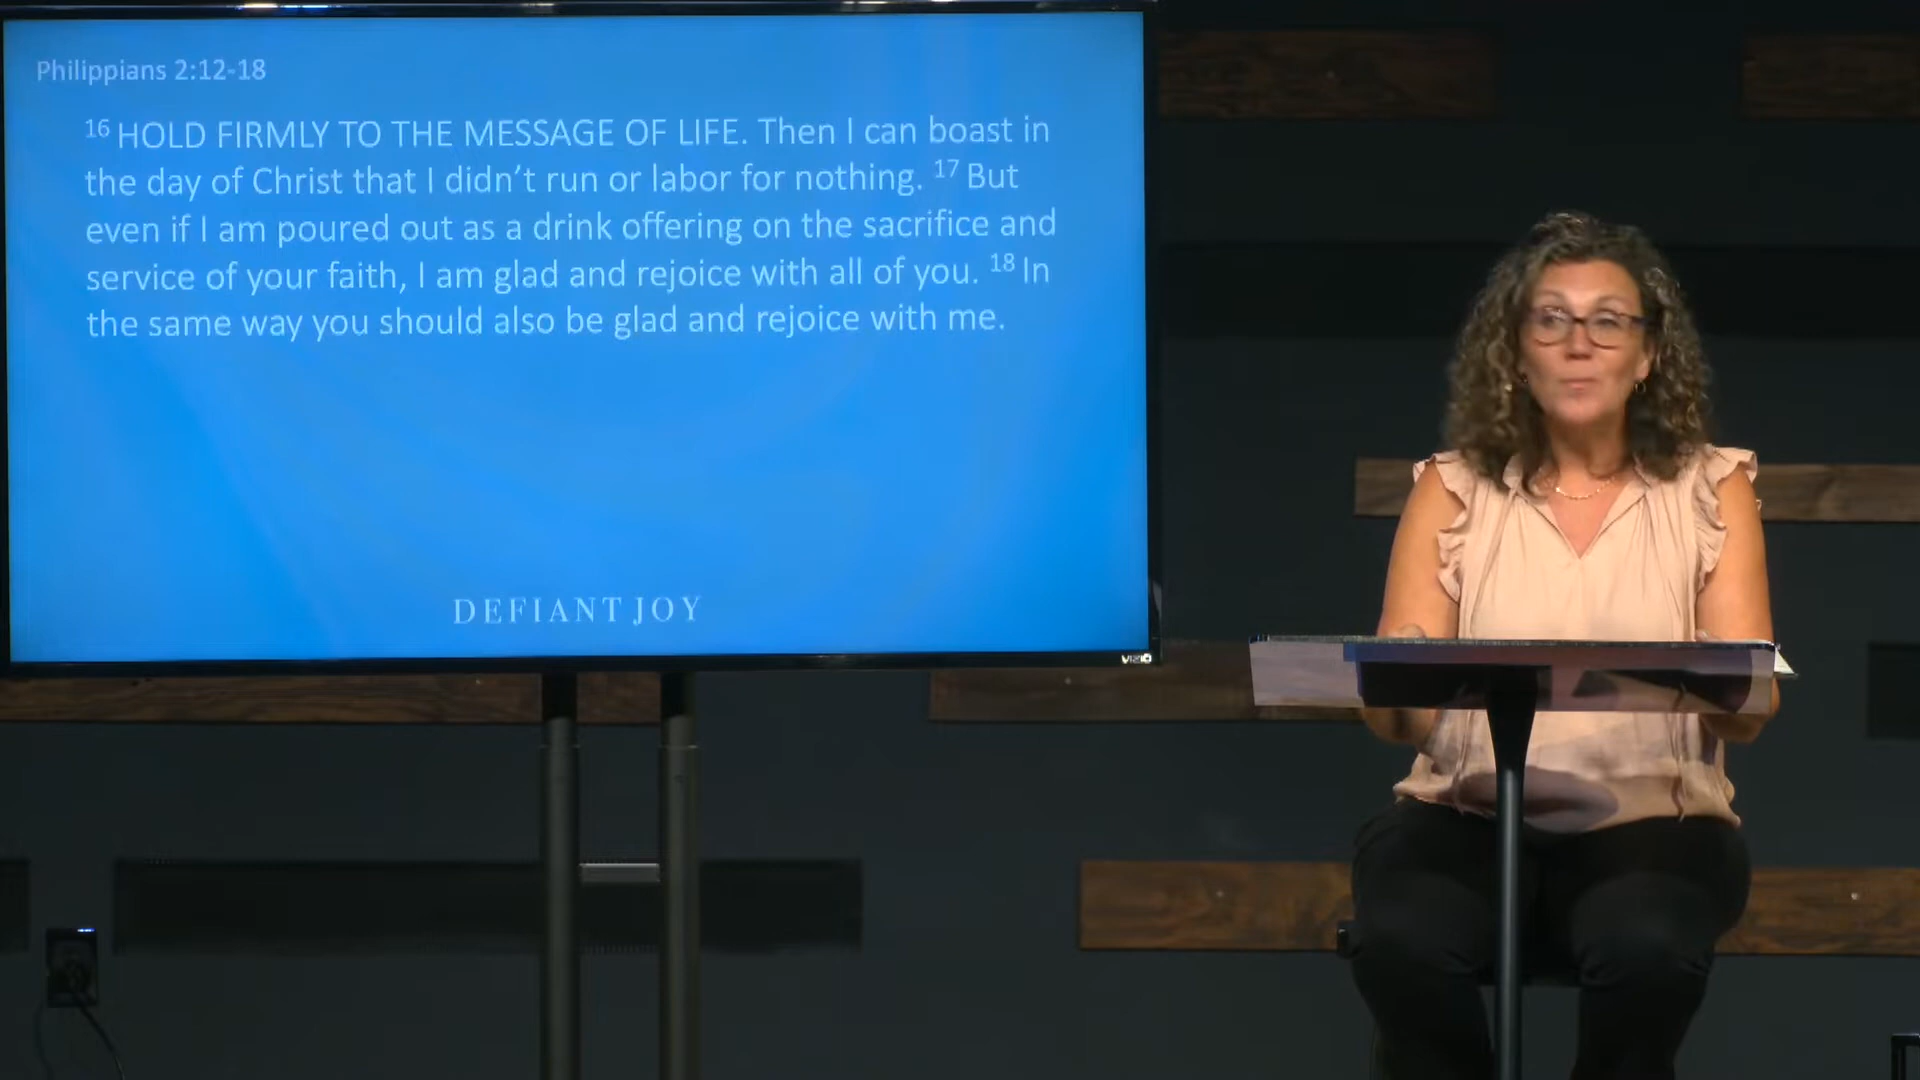 Philippians 2:12-18
16 HOLD FIRMLY TO THE MESSAGE OF LIFE. Then I can boast in
the day of Christ that I didn’t run or labor for nothing. 17 But
even if I am poured out as a drink offering on the sacrifice and
service of your faith, I am glad and rejoice with all of you. 18 In
the same way you should also be glad and rejoice with me.
DEFIANT JOY
VIZIO